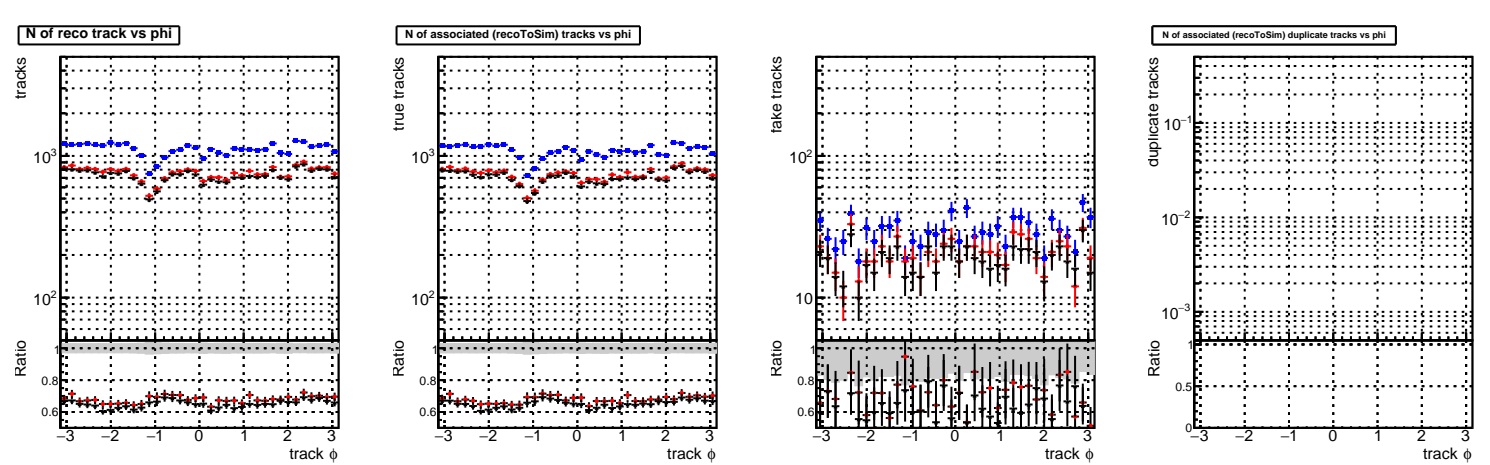 N of reco track vs phi
tracks
10³
10²
Ratio
1
0.8
0.6
−3 −2 −1 0 1 2 3
track ϕ
N of associated (recoToSim) tracks vs phi
true tracks
10³
10²
Ratio
1
0.8
0.6
−3 −2 −1 0 1 2 3
track ϕ
fake tracks
10²
10
Ratio
1
0.8
0.6
−3 −2 −1 0 1 2 3
track ϕ
N of associated (recoToSim) duplicate tracks vs phi
duplicate tracks
10⁻¹
10⁻²
10⁻³
Ratio
1
0.5
0
−3 −2 −1 0 1 2 3
track ϕ